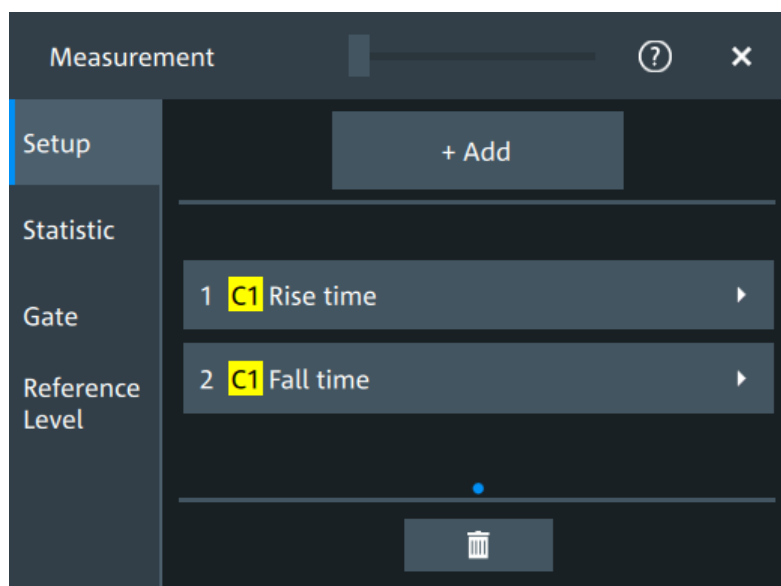 Measurement
?
×
Setup
+ Add
Statistic
1 C1 Rise time
Gate
2 C1 Fall time
Reference
Level